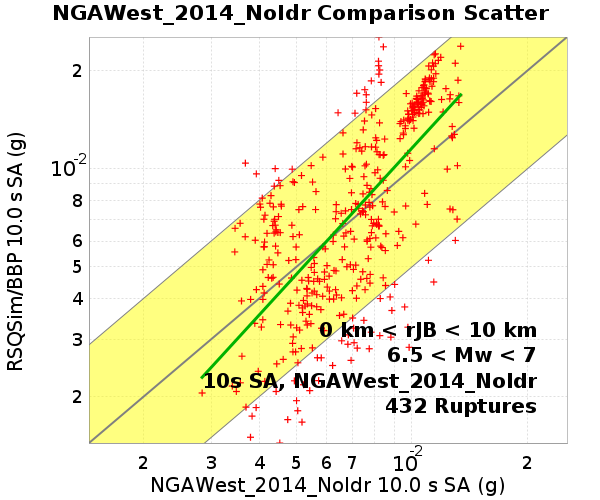 NGAWest_2014_NoIdr Comparison Scatter
2
10-2
8
6
5
4
3
2
RSQSim/BBP 10.0 s SA (g)
0 km < rJB < 10 km
6.5 < Mw < 7
10s SA, NGAWest_2014_NoIdr
432 Ruptures
2 3 4 5 6 7 10-2 2
NGAWest_2014_NoIdr 10.0 s SA (g)